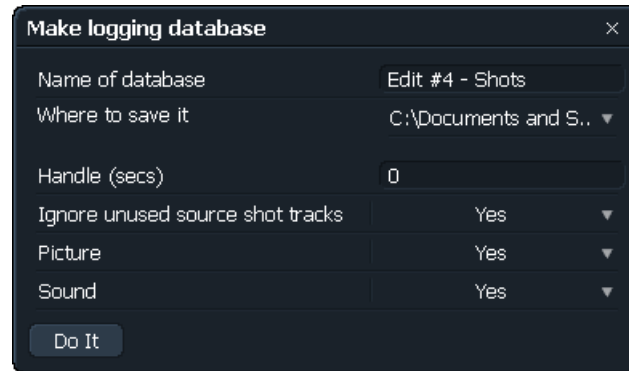 Make logging database
Name of database Edit #4 - Shots
Where to save it C:\Documents and S..
Handle (secs) 0
Ignore unused source shot tracks Yes
Picture Yes
Sound Yes
Do It